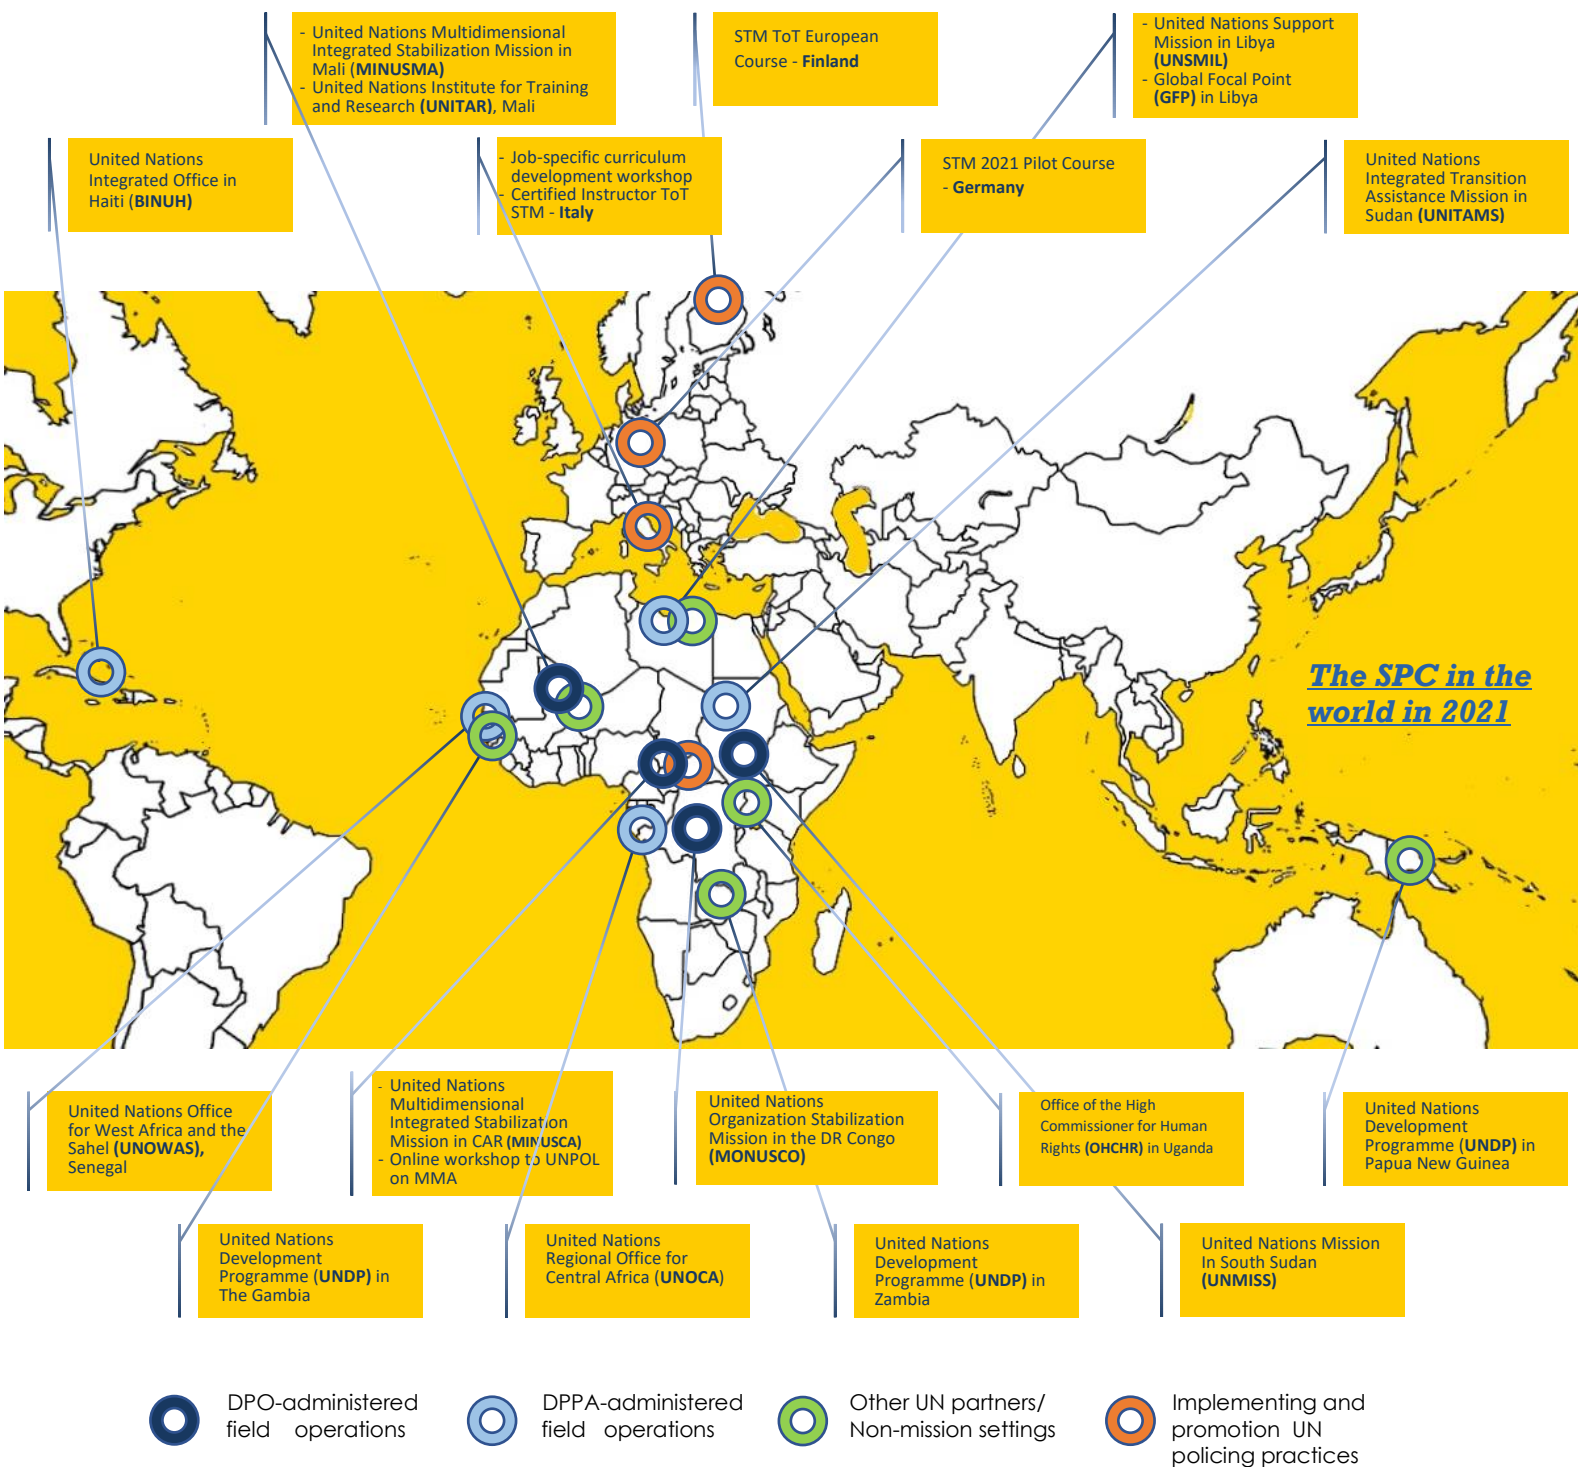 - United Nations Multidimensional
Integrated Stabilization Mission in
Mali (MINUSMA)
- United Nations Institute for Training
and Research (UNITAR), Mali
STM ToT European
Course - Finland
- United Nations Support
Mission in Libya
(UNSMIL)
- Global Focal Point
(GFP) in Libya
United Nations
Integrated Office in
Haiti (BINUH)
- Job-specific curriculum
development workshop
- Certified Instructor ToT
STM - Italy
STM 2021 Pilot Course
- Germany
United Nations
Integrated Transition
Assistance Mission in
Sudan (UNITAMS)
The SPC in the
world in 2021
United Nations Office
for West Africa and the
Sahel (UNOWAS),
Senegal
- United Nations
Multidimensional
Integrated Stabilization
Mission in CAR (MINUSCA)
- Online workshop to UNPOL
on MMA
United Nations
Organization Stabilization
Mission in the DR Congo
(MONUSCO)
Office of the High
Commissioner for Human
Rights (OHCHR) in Uganda
United Nations
Development
Programme (UNDP) in
Papua New Guinea
United Nations
Development
Programme (UNDP) in
The Gambia
United Nations
Regional Office for
Central Africa (UNOCA)
United Nations
Development
Programme (UNDP) in
Zambia
United Nations Mission
In South Sudan
(UNMISS)
DPO-administered
field operations
DPPA-administered
field operations
Other UN partners/
Non-mission settings
Implementing and
promotion UN
policing practices